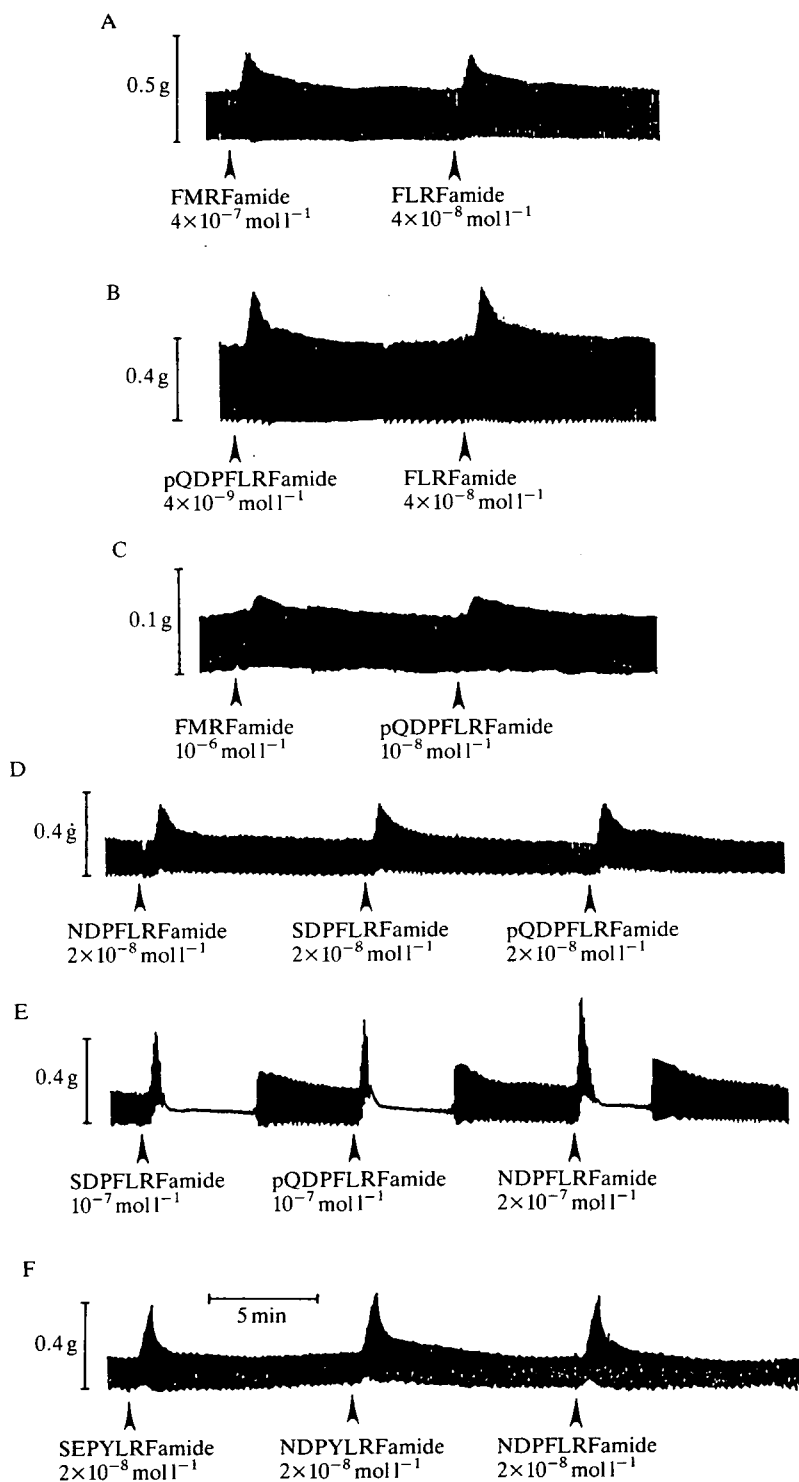 A
0.5 g
FMRFamide FLRFamide
4×10⁻⁷ mol l⁻¹ 4×10⁻⁸ mol l⁻¹
B
0.4 g
pQDPFLRFamide FLRFamide
4×10⁻⁹ mol l⁻¹ 4×10⁻⁸ mol l⁻¹
C
0.1 g
FMRFamide pQDPFLRFamide
10⁻⁶ mol l⁻¹ 10⁻⁸ mol l⁻¹
D
0.4 g
NDPFLRFamide SDPFLRFamide pQDPFLRFamide
2×10⁻⁸ mol l⁻¹ 2×10⁻⁸ mol l⁻¹ 2×10⁻⁸ mol l⁻¹
E
0.4 g
SDPFLRFamide pQDPFLRFamide NDPFLRFamide
10⁻⁷ mol l⁻¹ 10⁻⁷ mol l⁻¹ 2×10⁻⁷ mol l⁻¹
F
5 min
0.4 g
SEPYLRFamide NDPYLRFamide NDPFLRFamide
2×10⁻⁸ mol l⁻¹ 2×10⁻⁸ mol l⁻¹ 2×10⁻⁸ mol l⁻¹